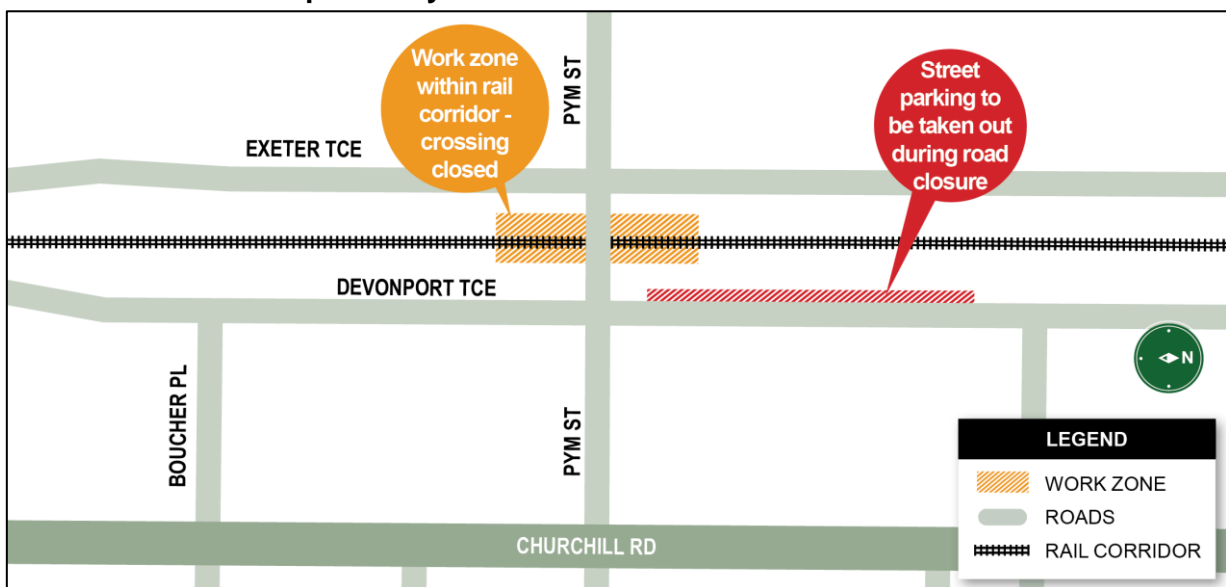 Work zone
within rail
corridor -
crossing
closed
PYM ST
Street
parking to
be taken out
during road
closure
EXETER TCE
DEVONPORT TCE
N
BOUCHER PL
PYM ST
LEGEND
WORK ZONE
ROADS
RAIL CORRIDOR
CHURCHILL RD